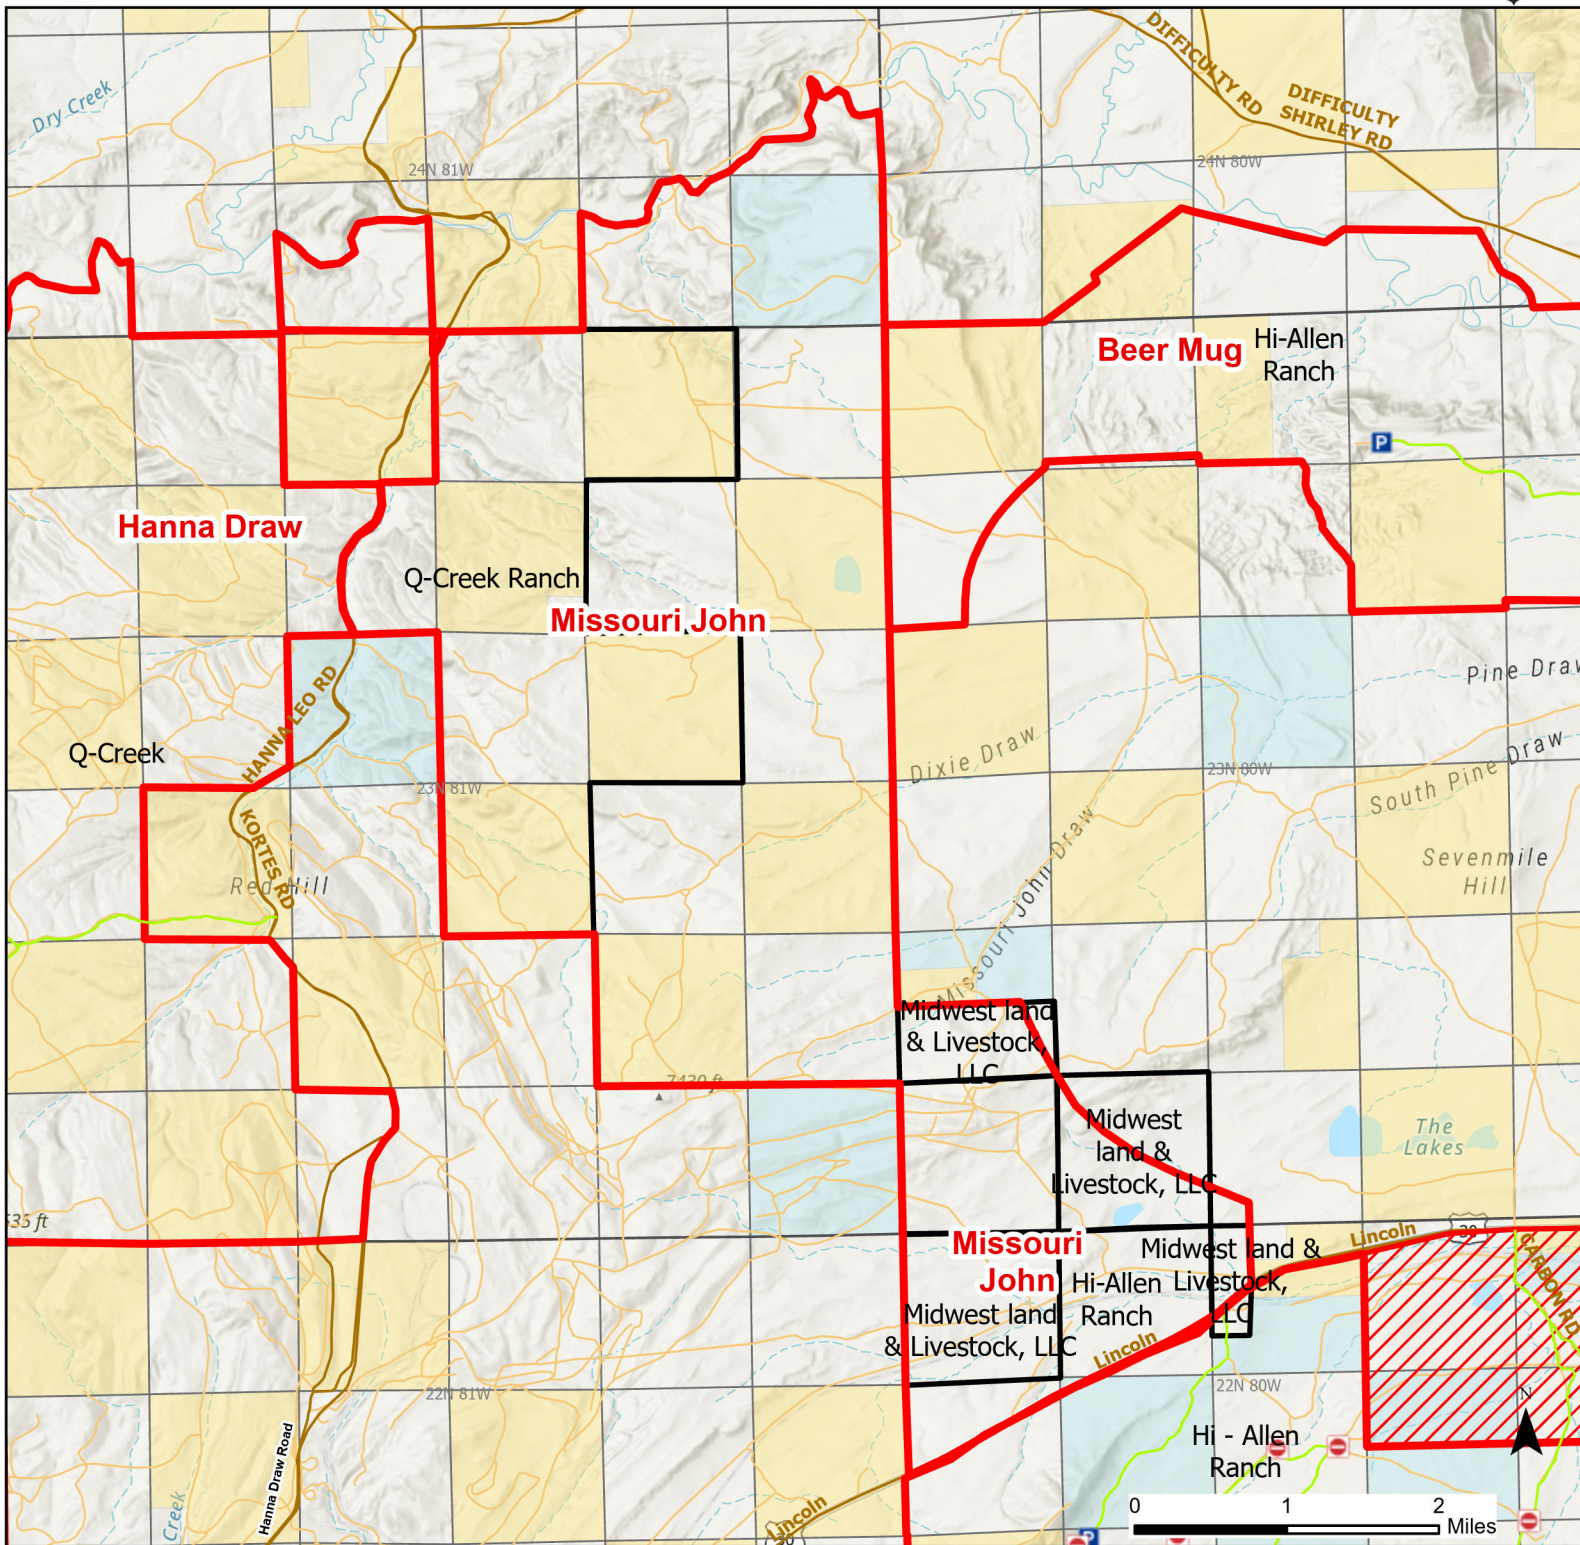 DIFFICULTY RD
DIFFICULTY
SHIRLEY RD
Dry Creek
24N 81W
24N 80W
Beer Mug
Hi-Allen
Ranch
P
Hanna Draw
Q-Creek Ranch
Missouri John
HANNA LEO RD
Q-Creek
Pine Draw
Dixie Draw
South Pine Draw
23N 81W
23N 80W
KORTES RD
Red Hill
Missouri John Draw
Sevenmile
Hill
Midwest land
& Livestock,
LLC
7430 ft
Midwest
land &
Livestock, LLC
The
Lakes
535 ft
Lincoln
30
CARBON RD
Missouri
John
Midwest land &
Livestock,
LLC
Hi-Allen
Ranch
Midwest land
& Livestock, LLC
Lincoln
22N 81W
22N 80W
N
Hi - Allen
Ranch
Hanna Draw Road
Creek
Lincoln
30
P
0 1 2
Miles